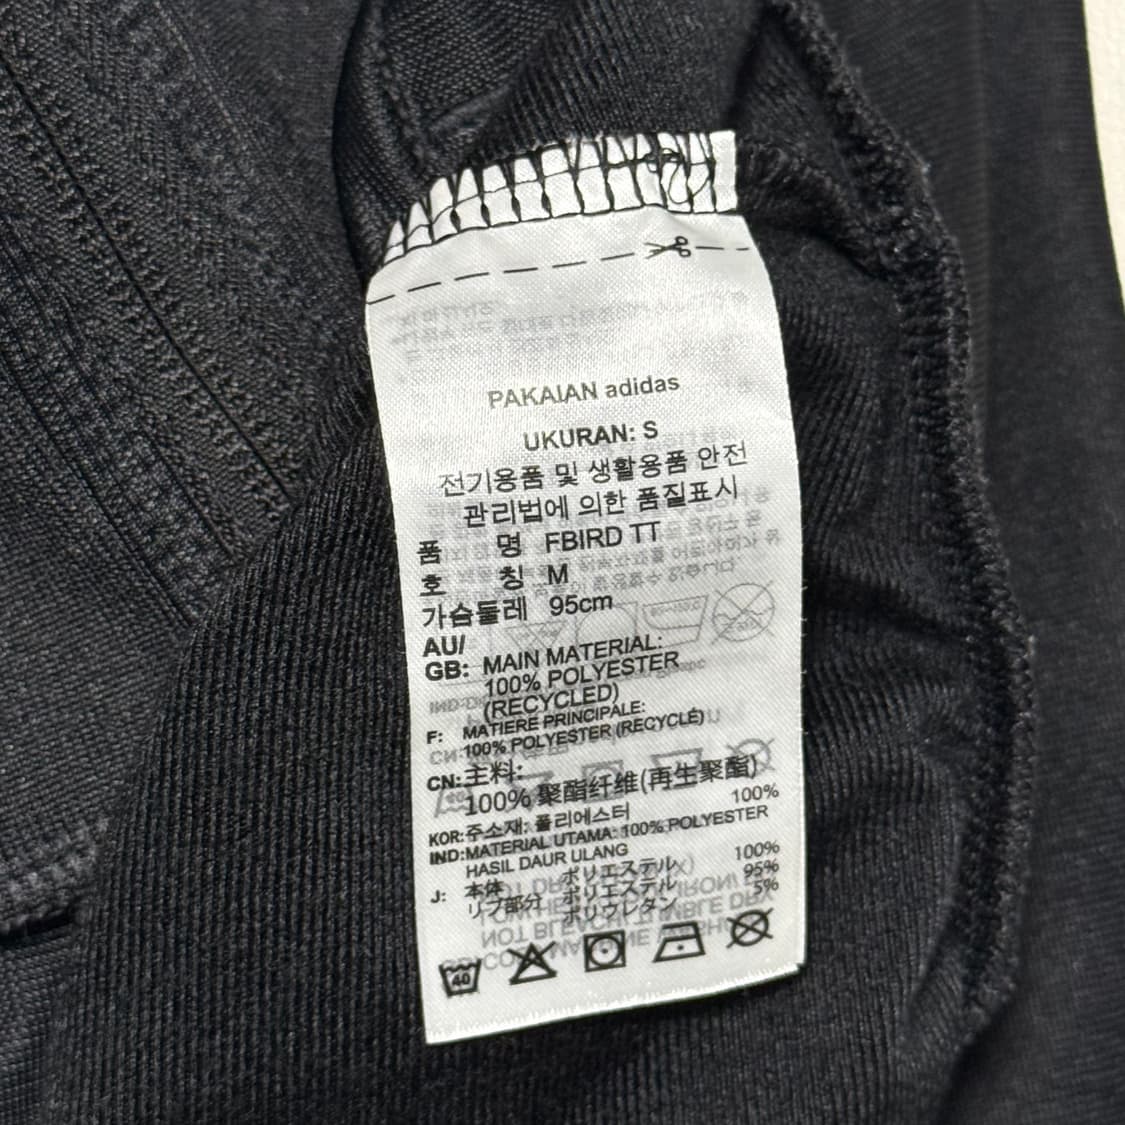 PAKAIAN adidas
UKURAN: S
전기용품 및 생활용품 안전
관리법에 의한 품질표시
품 명 FBIRD TT
호 칭 M
가슴둘레 95cm
AU/
GB: MAIN MATERIAL:
100% POLYESTER
(RECYCLED)
F: MATIERE PRINCIPALE:
100% POLYESTER (RECYCLÉ)
CN: 主料:
100% 聚酯纤维(再生聚酯)
KOR: 주소재: 폴리에스터 100%
IND: MATERIAL UTAMA: 100% POLYESTER
HASIL DAUR ULANG
J: 本体 ポリエステル 100%
リブ部分 ポリエステル 95%
ポリウレタン 5%
40